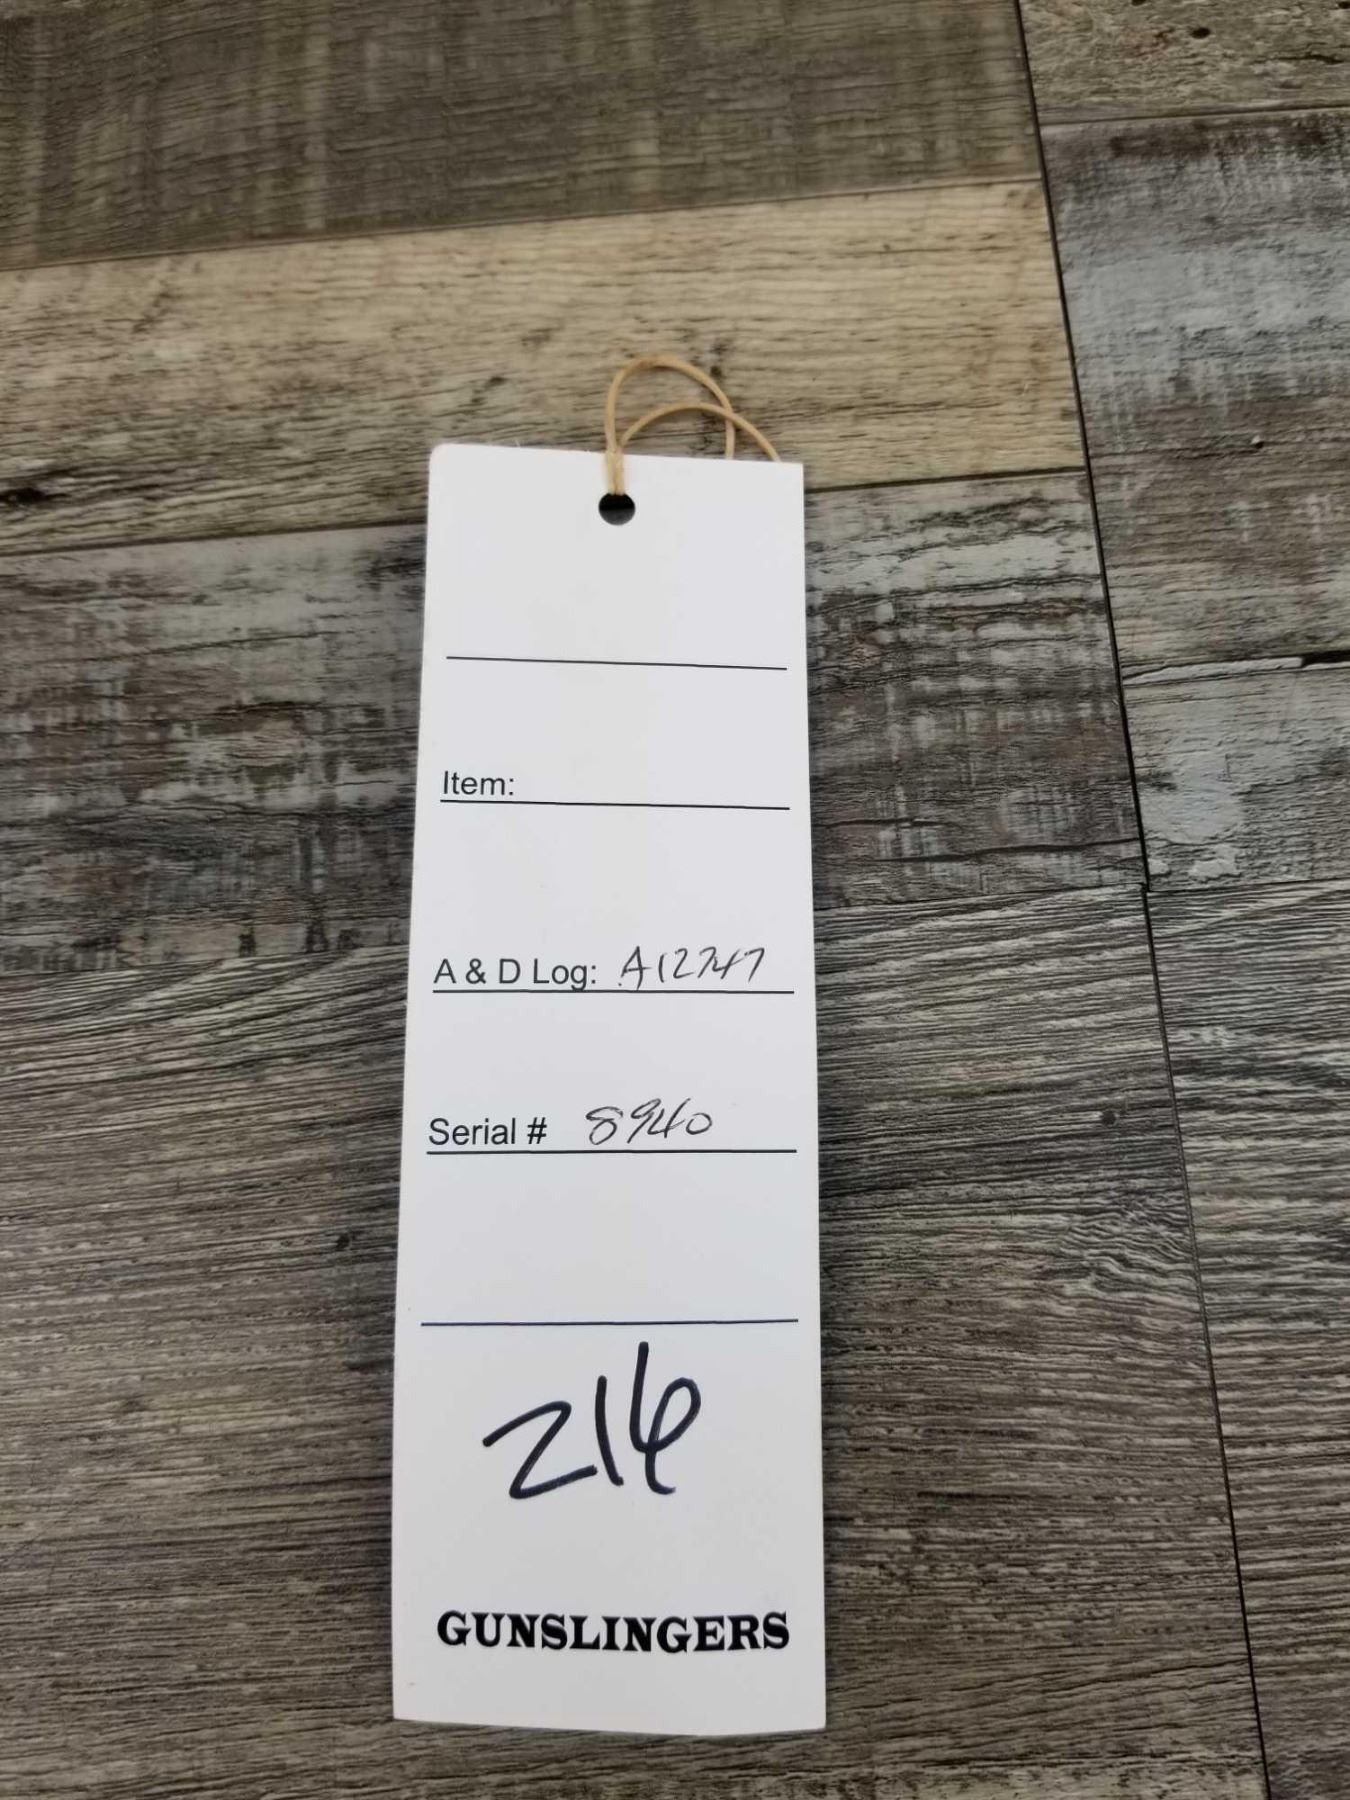 Item:
A & D Log: A12747
Serial # 8940
216
GUNSLINGERS